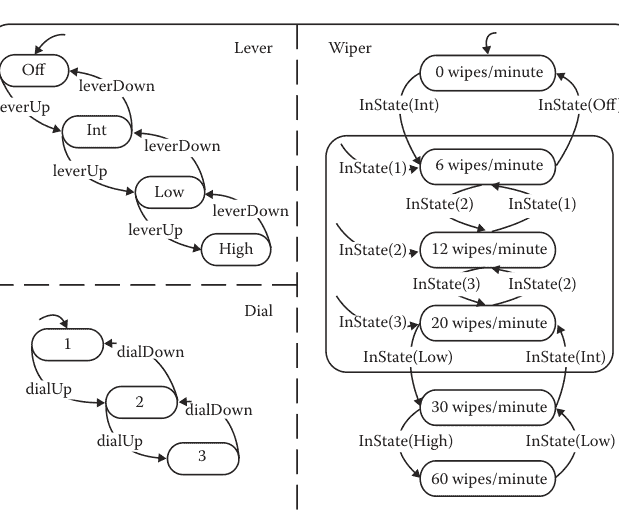 Lever
Off
leverDown
leverUp
Int
leverDown
leverUp
Low
leverDown
leverUp
High
Dial
1
dialDown
dialUp
2
dialDown
dialUp
3
Wiper
0 wipes/minute
InState(Int)
InState(Off)
InState(1)
6 wipes/minute
InState(2)
InState(1)
InState(2)
12 wipes/minute
InState(3)
InState(2)
InState(3)
20 wipes/minute
InState(Low)
InState(Int)
30 wipes/minute
InState(High)
InState(Low)
60 wipes/minute